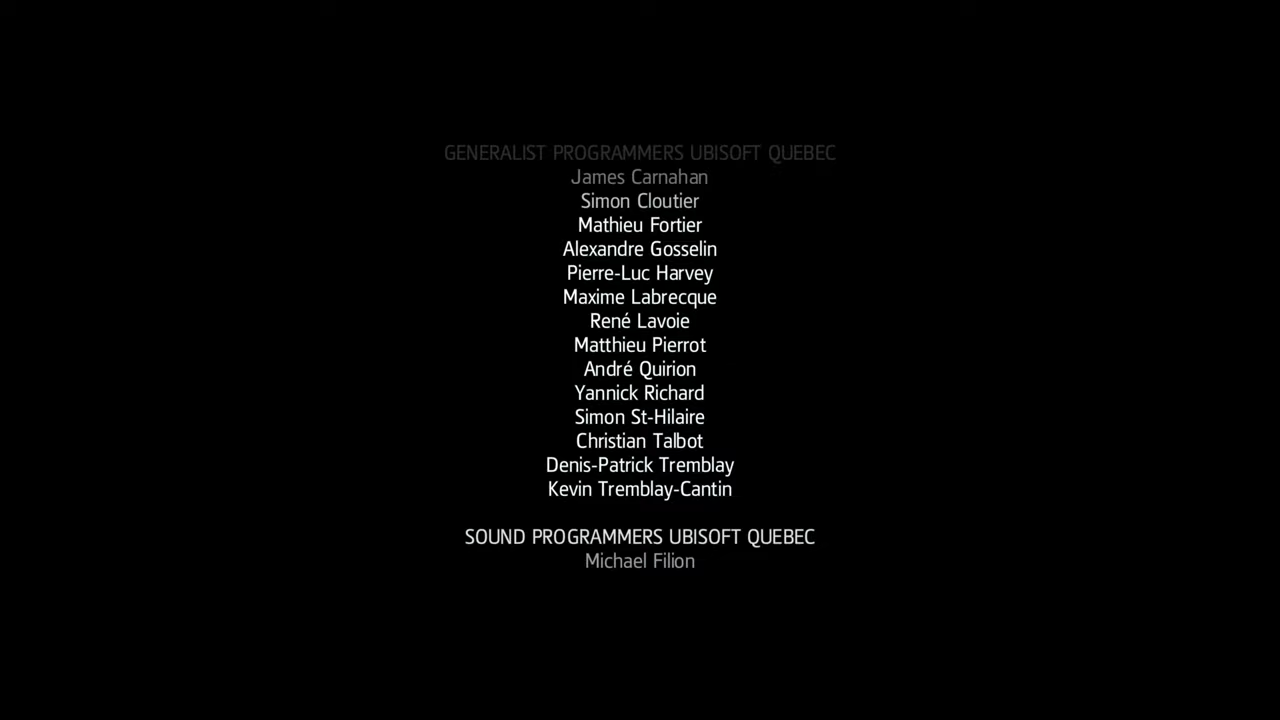 GENERALIST PROGRAMMERS UBISOFT QUEBEC
James Carnahan
Simon Cloutier
Mathieu Fortier
Alexandre Gosselin
Pierre-Luc Harvey
Maxime Labrecque
René Lavoie
Matthieu Pierrot
André Quirion
Yannick Richard
Simon St-Hilaire
Christian Talbot
Denis-Patrick Tremblay
Kevin Tremblay-Cantin
SOUND PROGRAMMERS UBISOFT QUEBEC
Michael Filion